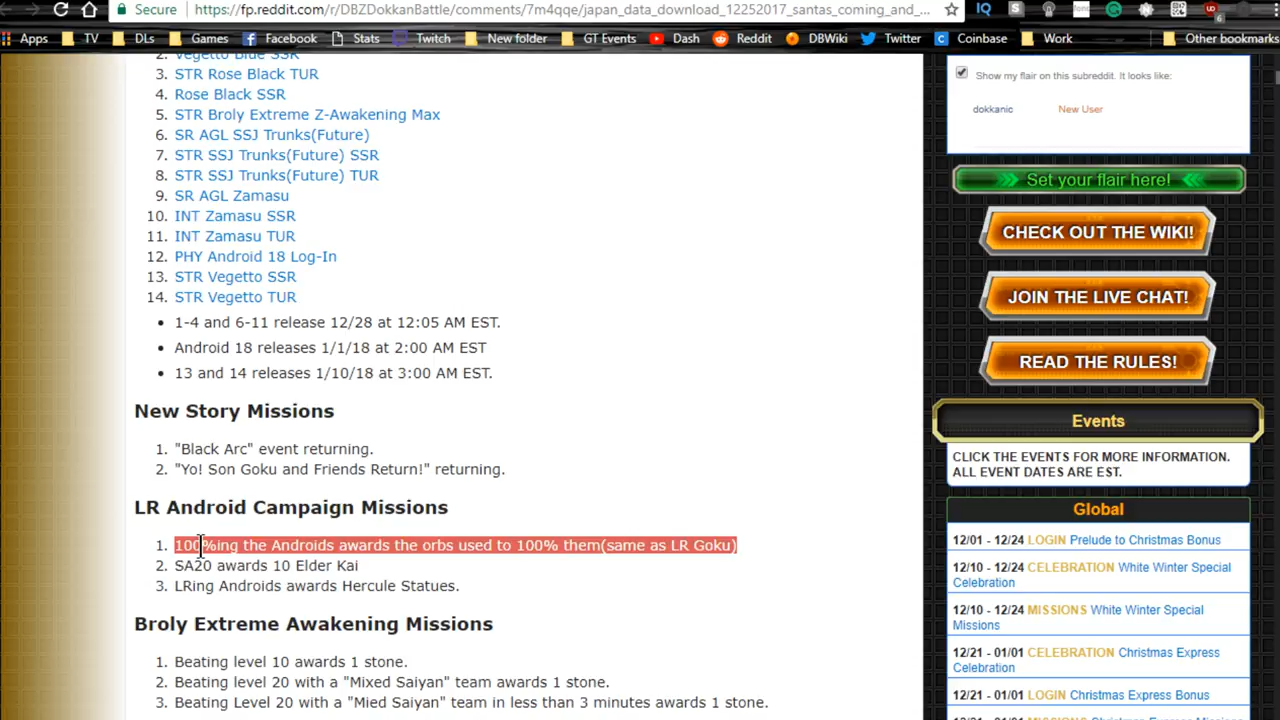 Secure
https://fp.reddit.com/r/DBZDokkanBattle/comments/7m4qqe/japan_data_download_12252017_santas_coming_and_...
Apps TV DLs Games Facebook Stats Twitch New folder GT Events Dash Reddit DBWiki Twitter Coinbase Work Other bookmarks
2. Vegetto Blue SSR
3. STR Rose Black TUR
4. Rose Black SSR
5. STR Broly Extreme Z-Awakening Max
6. SR AGL SSJ Trunks(Future)
7. STR SSJ Trunks(Future) SSR
8. STR SSJ Trunks(Future) TUR
9. SR AGL Zamasu
10. INT Zamasu SSR
11. INT Zamasu TUR
12. PHY Android 18 Log-In
13. STR Vegetto SSR
14. STR Vegetto TUR
• 1-4 and 6-11 release 12/28 at 12:05 AM EST.
• Android 18 releases 1/1/18 at 2:00 AM EST
• 13 and 14 releases 1/10/18 at 3:00 AM EST.
New Story Missions
1. "Black Arc" event returning.
2. "Yo! Son Goku and Friends Return!" returning.
LR Android Campaign Missions
1. 100%ing the Androids awards the orbs used to 100% them(same as LR Goku)
2. SA20 awards 10 Elder Kai
3. LRing Androids awards Hercule Statues.
Broly Extreme Awakening Missions
1. Beating level 10 awards 1 stone.
2. Beating level 20 with a "Mixed Saiyan" team awards 1 stone.
3. Beating Level 20 with a "Mied Saiyan" team in less than 3 minutes awards 1 stone.
Show my flair on this subreddit. It looks like:
dokkanic New User
Set your flair here!
CHECK OUT THE WIKI!
JOIN THE LIVE CHAT!
READ THE RULES!
Events
CLICK THE EVENTS FOR MORE INFORMATION.
ALL EVENT DATES ARE EST.
Global
12/01 - 12/24 LOGIN Prelude to Christmas Bonus
12/10 - 12/24 CELEBRATION White Winter Special
Celebration
12/10 - 12/24 MISSIONS White Winter Special
Missions
12/21 - 01/01 CELEBRATION Christmas Express
Celebration
12/21 - 01/01 LOGIN Christmas Express Bonus
12/21 - 01/01 MISSIONS Christmas Express Missions